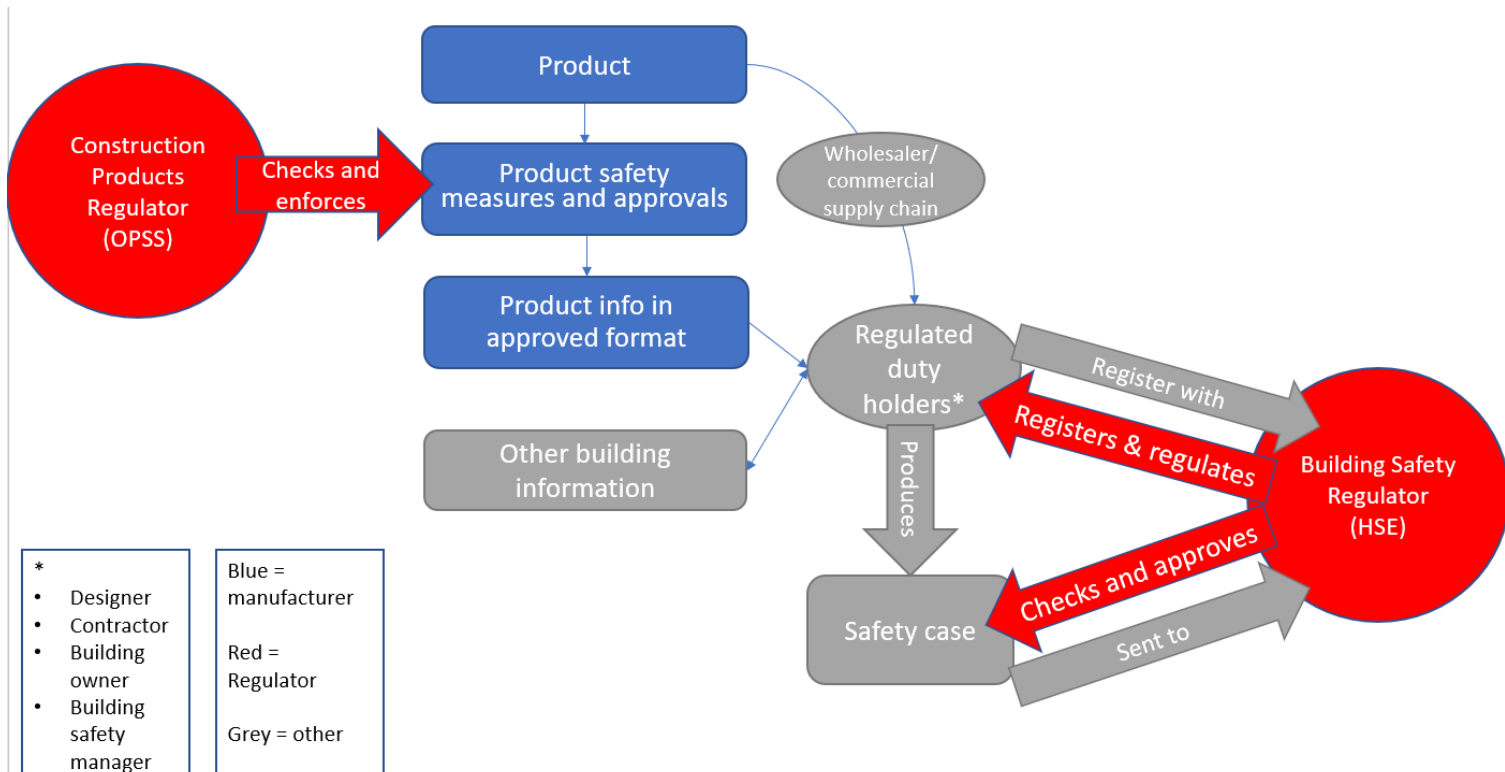 Construction
Products
Regulator
(OPSS)
Checks and
enforces
Product
Product safety
measures and approvals
Product info in
approved format
Other building
information
Wholesaler/
commercial
supply chain
Regulated
duty
holders*
Produces
Safety case
Register with
Registers & regulates
Checks and approves
Sent to
Building Safety
Regulator
(HSE)
*
• Designer
• Contractor
• Building
owner
• Building
safety
manager
Blue =
manufacturer
Red =
Regulator
Grey = other